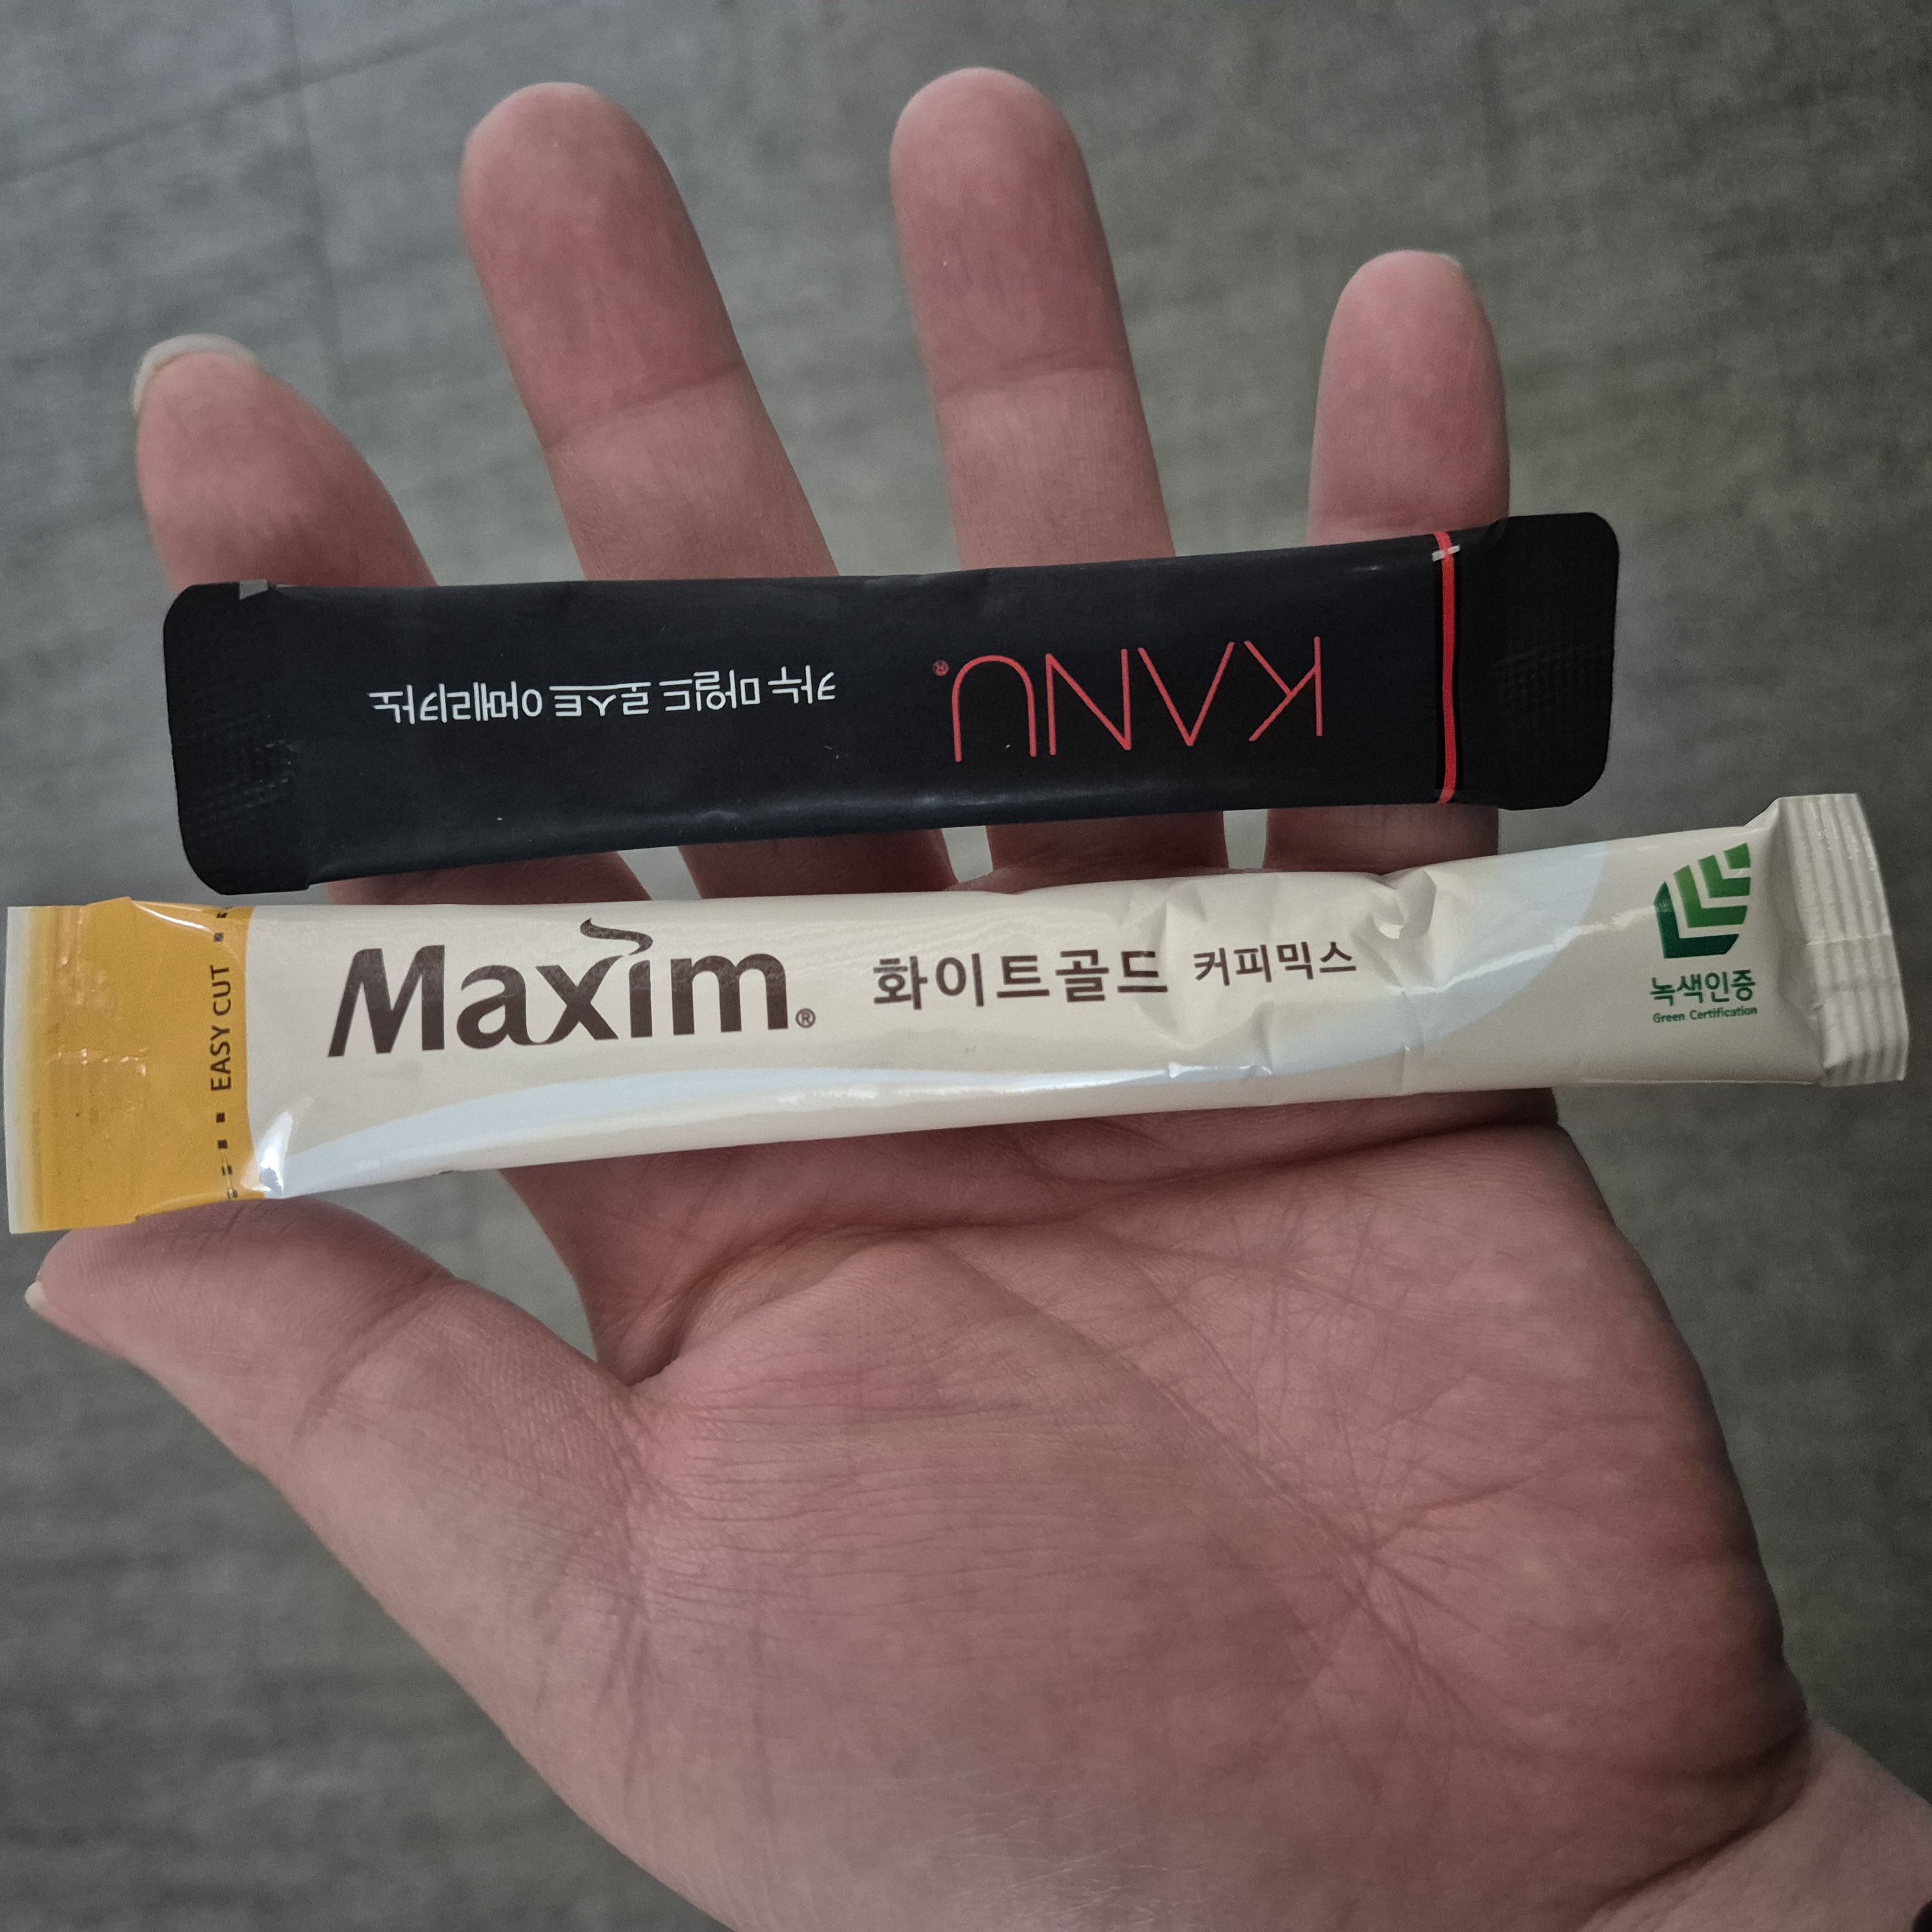 KANU®
카누 마일드 로스트 아메리카노
EASY CUT
Maxim®
화이트골드 커피믹스
녹색인증
Green Certification